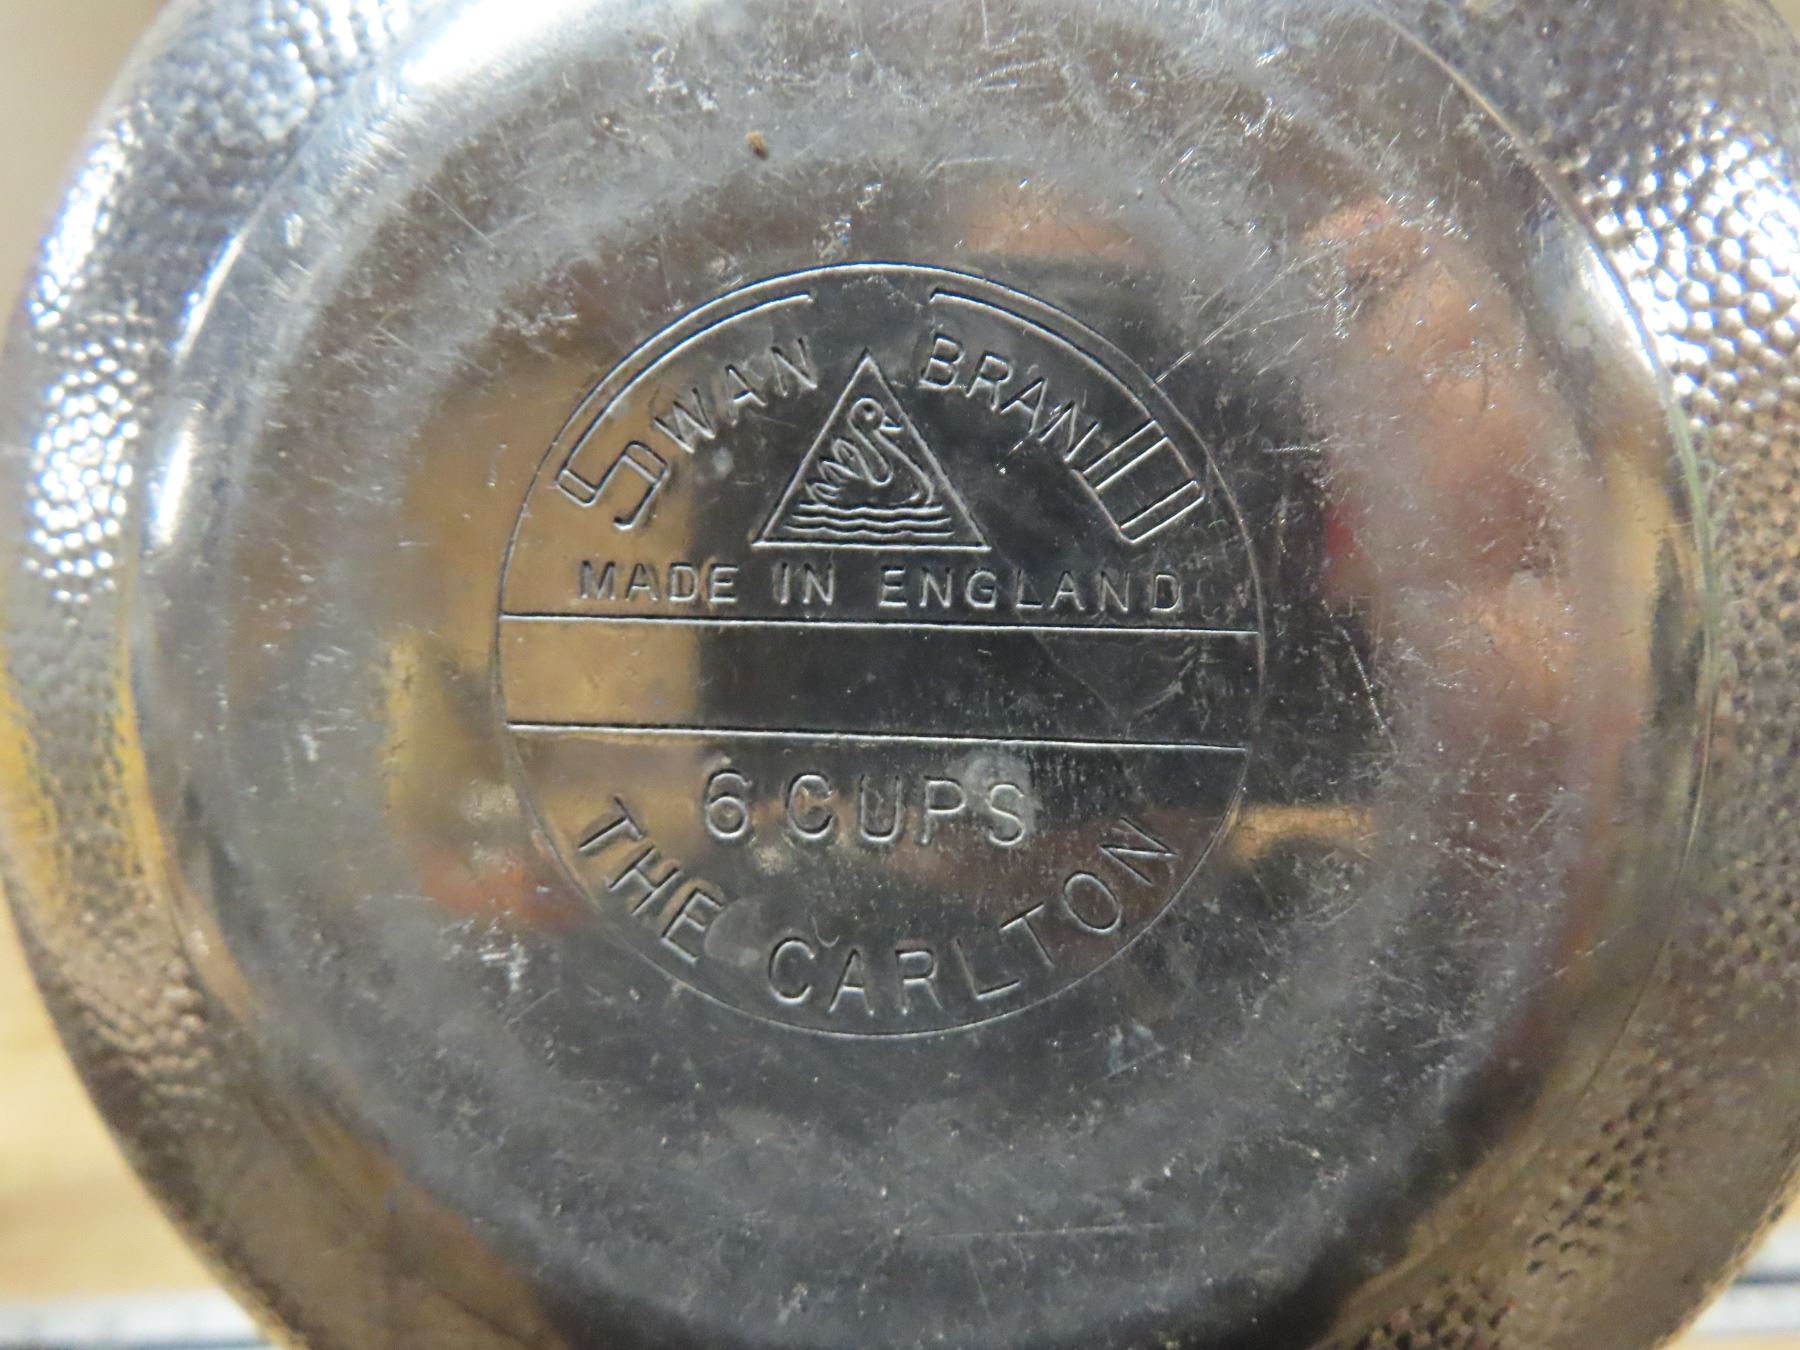 SWAN BRAND
MADE IN ENGLAND
6 CUPS
THE CARLTON